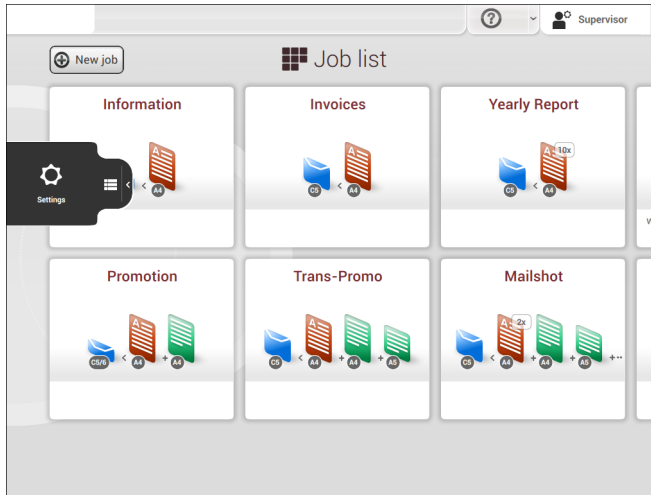 Supervisor
New job
Job list
Information
Invoices
Yearly Report
A
A4
A
C5
A4
A
10x
C5
A4
Settings
Promotion
Trans-Promo
Mailshot
A
C5/6
A4
+
A4
A
C5
A4
+
A4
+
A5
A
2x
C5
A4
+
A4
+
A5
+